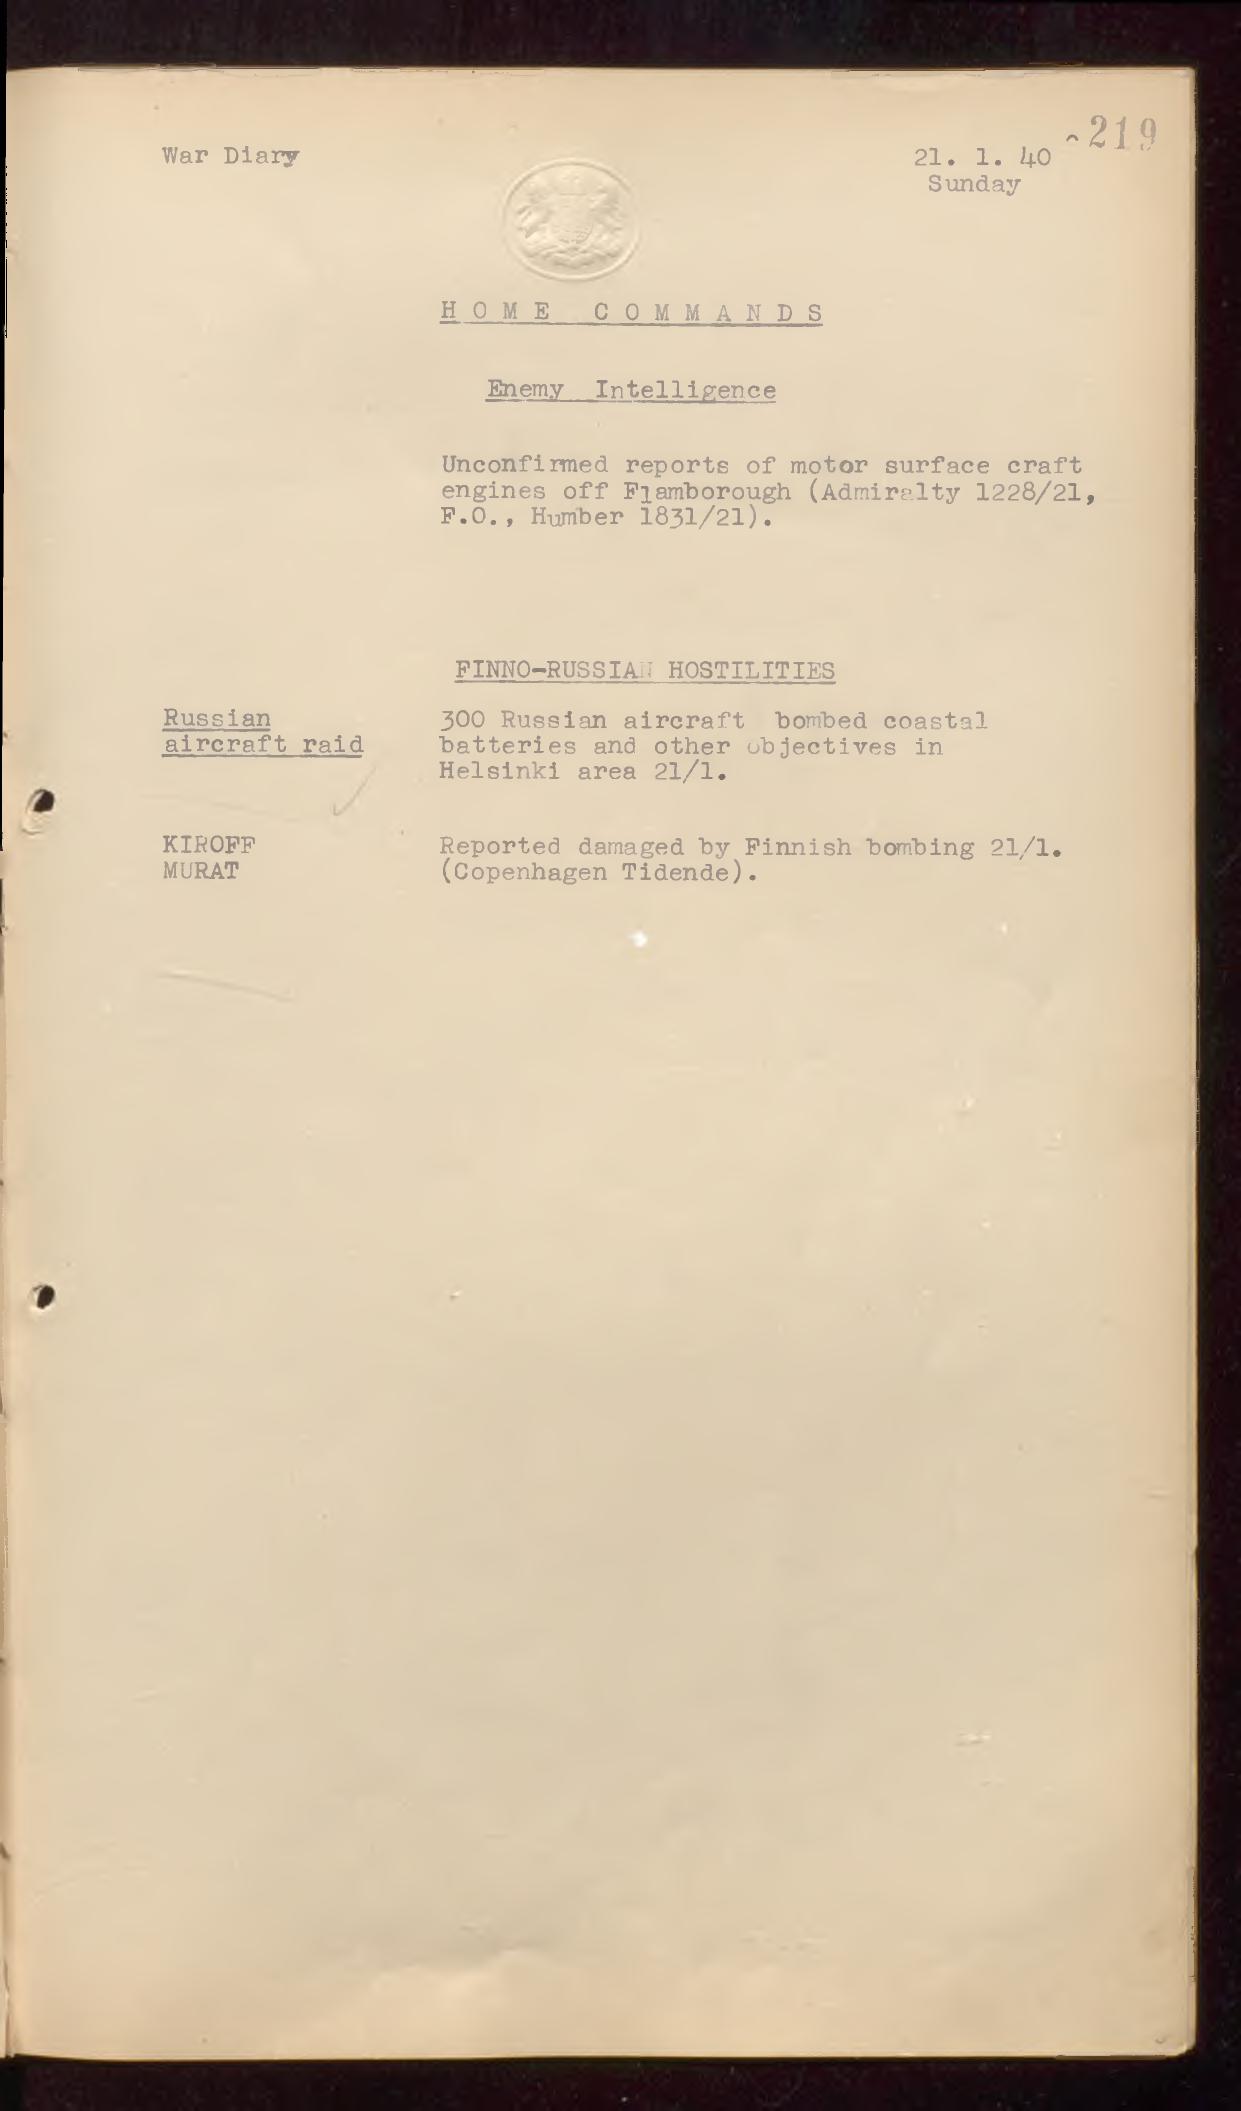 219
War Diary 21. 1. 40
Sunday
HOME COMMANDS
Enemy Intelligence
Unconfirmed reports of motor surface craft
engines off Flamborough (Admiralty 1228/21,
F.O., Humber 1831/21).
FINNO-RUSSIAN HOSTILITIES
Russian
aircraft raid
300 Russian aircraft bombed coastal
batteries and other objectives in
Helsinki area 21/1.
KIROFF
MURAT
Reported damaged by Finnish bombing 21/1.
(Copenhagen Tidende).